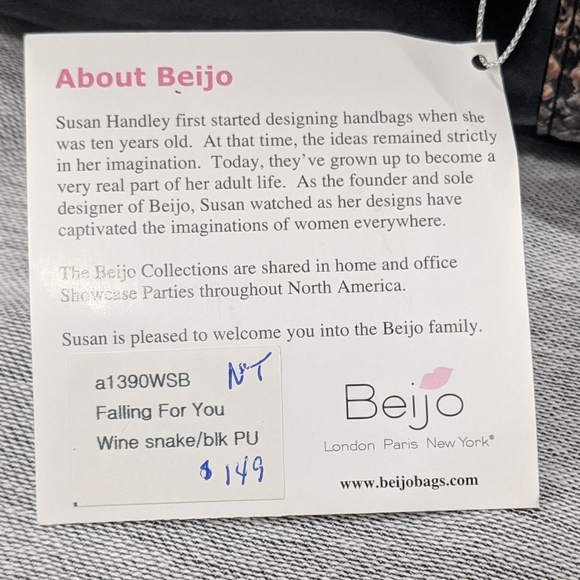 About Beijo
Susan Handley first started designing handbags when she
was ten years old. At that time, the ideas remained strictly
in her imagination. Today, they've grown up to become a
very real part of her adult life. As the founder and sole
designer of Beijo, Susan watched as her designs have
captivated the imaginations of women everywhere.
The Beijo Collections are shared in home and office
Showcase Parties throughout North America.
Susan is pleased to welcome you into the Beijo family.
a1390WSB NT
Falling For You
Wine snake/blk PU
$ 149
Beijo
London Paris New York®
www.beijobags.com